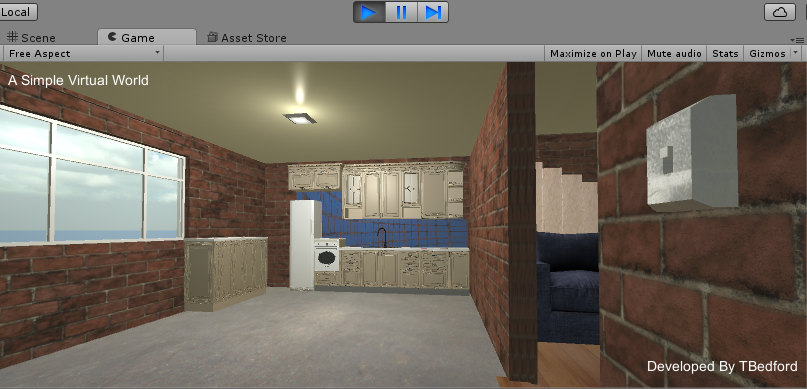 Local
Scene
Game
Asset Store
Free Aspect
Maximize on Play
Mute audio
Stats
Gizmos
A Simple Virtual World
Developed By TBedford